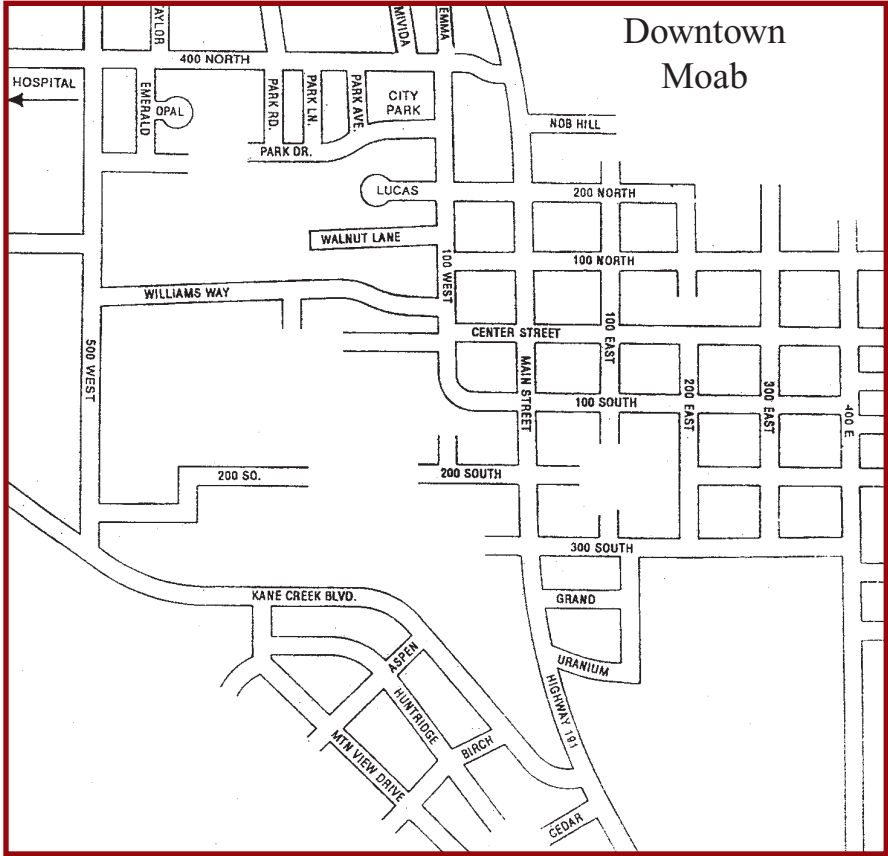 Downtown
Moab
MIVIDA
EMMA
400 NORTH
HOSPITAL
EMERALD
OPAL
PARK RD.
PARK LN.
PARK AVE.
CITY
PARK
NOB HILL
PARK DR.
LUCAS
200 NORTH
WALNUT LANE
100 WEST
100 NORTH
WILLIAMS WAY
CENTER STREET
100 EAST
500 WEST
MAIN STREET
200 EAST
300 EAST
100 SOUTH
400 E.
200 SO.
200 SOUTH
300 SOUTH
KANE CREEK BLVD.
GRAND
ASPEN
URANIUM
HUNTRIDGE
HIGHWAY 191
BIRCH
MTN VIEW DRIVE
CEDAR